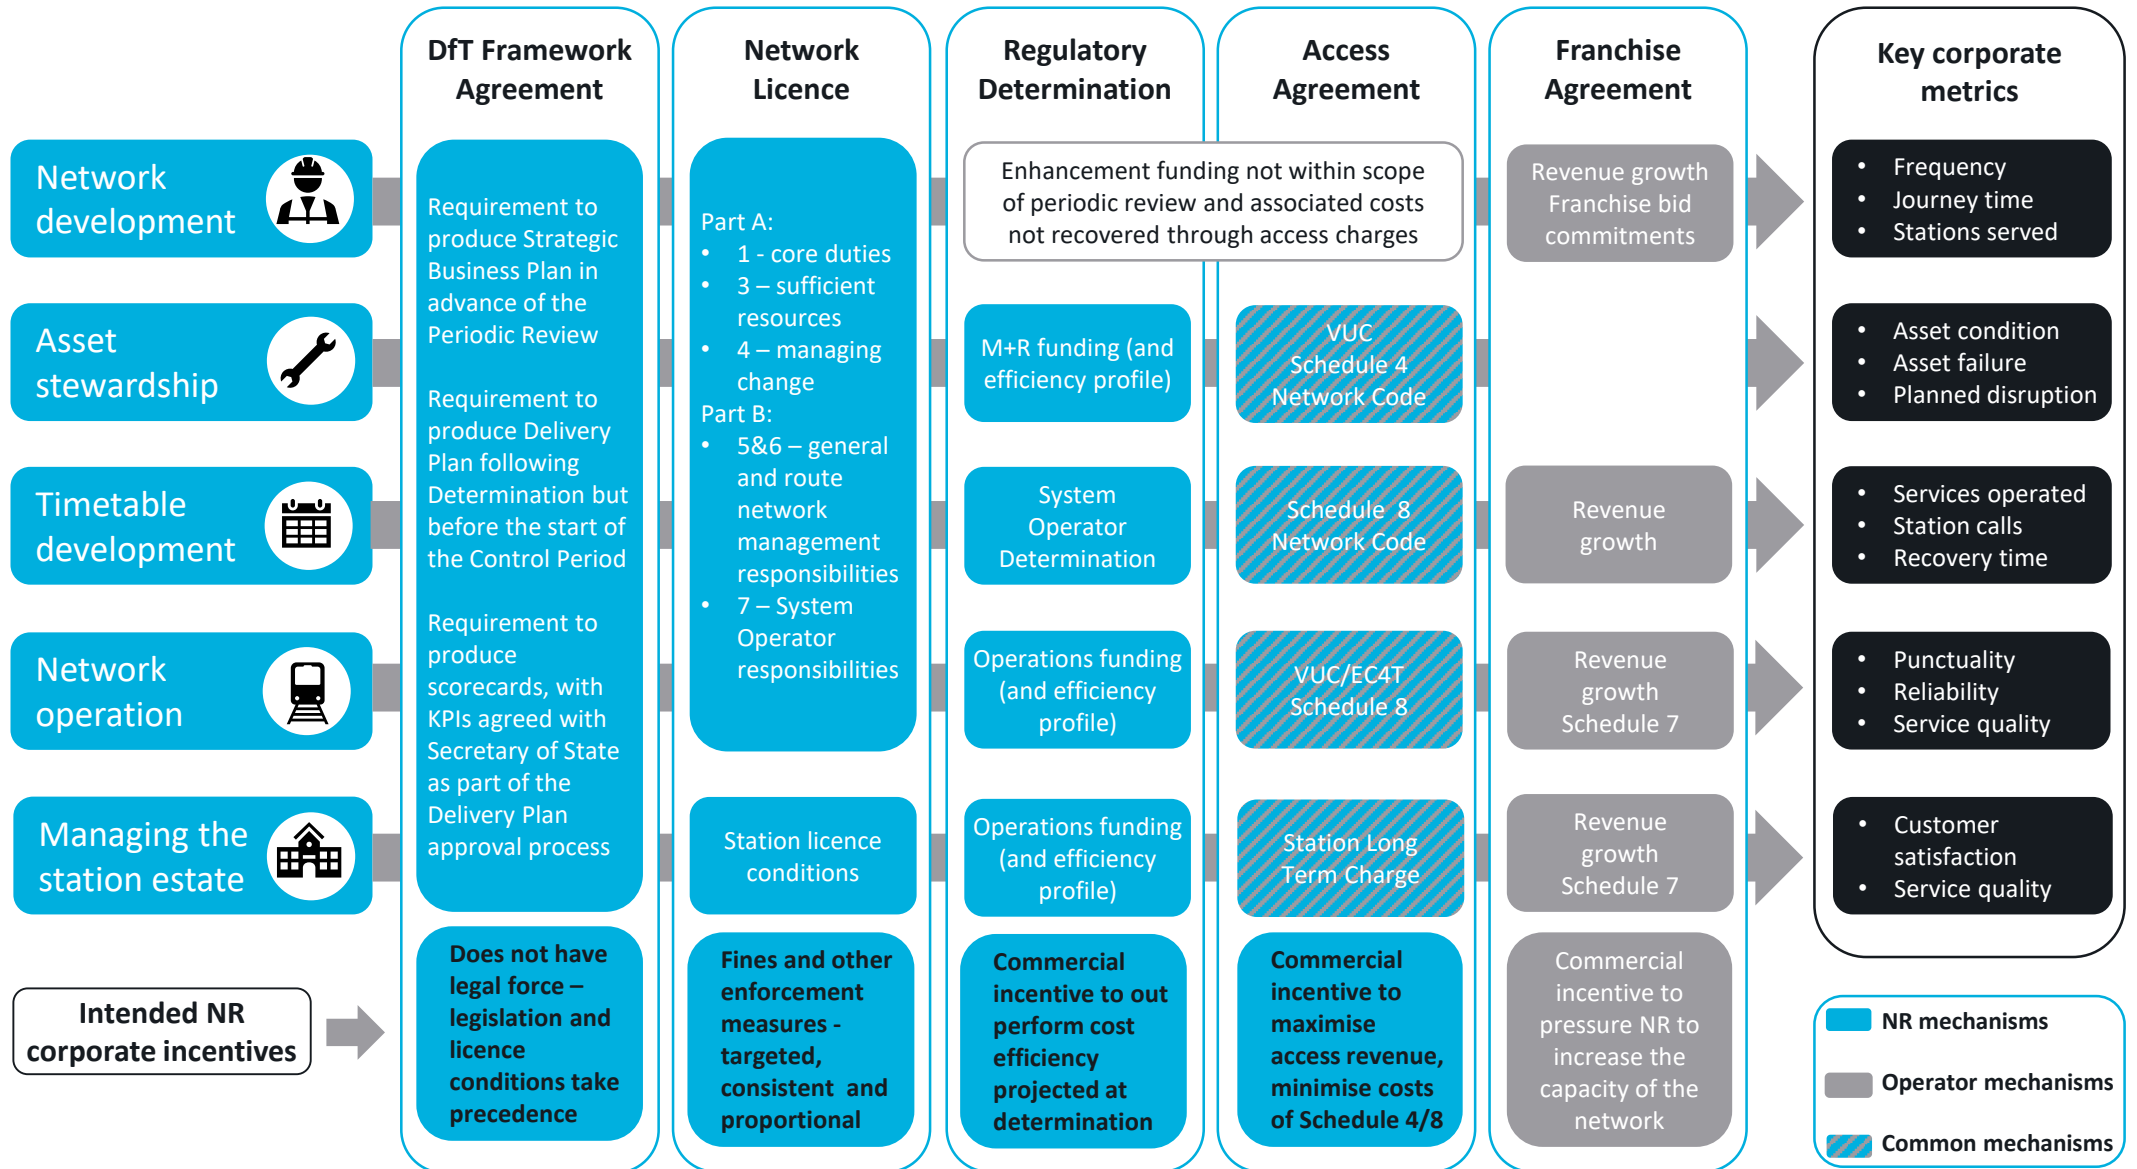 DfT Framework
Agreement
Network
Licence
Regulatory
Determination
Access
Agreement
Franchise
Agreement
Key corporate
metrics
Network
development
Asset
stewardship
Timetable
development
Network
operation
Managing the
station estate
Requirement to
produce Strategic
Business Plan in
advance of the
Periodic Review
Requirement to
produce Delivery
Plan following
Determination but
before the start of
the Control Period
Requirement to
produce
scorecards, with
KPIs agreed with
Secretary of State
as part of the
Delivery Plan
approval process
Part A:
• 1 - core duties
• 3 – sufficient
resources
• 4 – managing
change
Part B:
• 5&6 – general
and route
network
management
responsibilities
• 7 – System
Operator
responsibilities
Station licence
conditions
Enhancement funding not within scope
of periodic review and associated costs
not recovered through access charges
M+R funding (and
efficiency profile)
System
Operator
Determination
Operations funding
(and efficiency
profile)
Operations funding
(and efficiency
profile)
VUC
Schedule 4
Network Code
Schedule 8
Network Code
VUC/EC4T
Schedule 8
Station Long
Term Charge
Revenue growth
Franchise bid
commitments
Revenue
growth
Revenue
growth
Schedule 7
Revenue
growth
Schedule 7
• Frequency
• Journey time
• Stations served
• Asset condition
• Asset failure
• Planned disruption
• Services operated
• Station calls
• Recovery time
• Punctuality
• Reliability
• Service quality
• Customer
satisfaction
• Service quality
Intended NR
corporate incentives
Does not have
legal force –
legislation and
licence
conditions take
precedence
Fines and other
enforcement
measures -
targeted,
consistent and
proportional
Commercial
incentive to out
perform cost
efficiency
projected at
determination
Commercial
incentive to
maximise
access revenue,
minimise costs
of Schedule 4/8
Commercial
incentive to
pressure NR to
increase the
capacity of the
network
NR mechanisms
Operator mechanisms
Common mechanisms